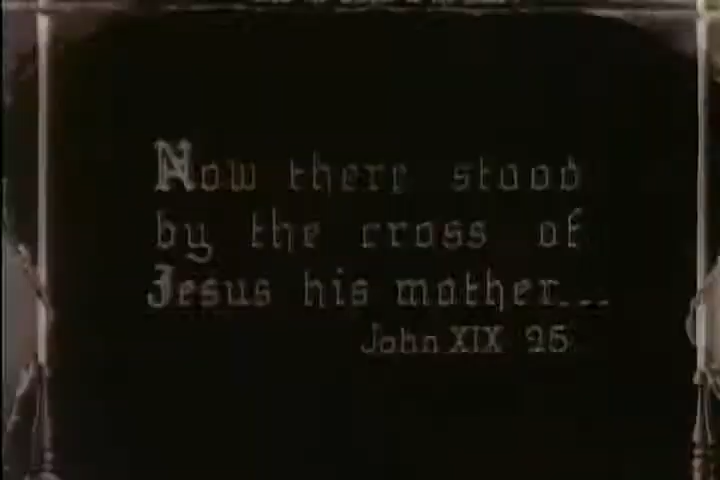 Now there stood
by the cross of
Jesus his mother...
John XIX 25